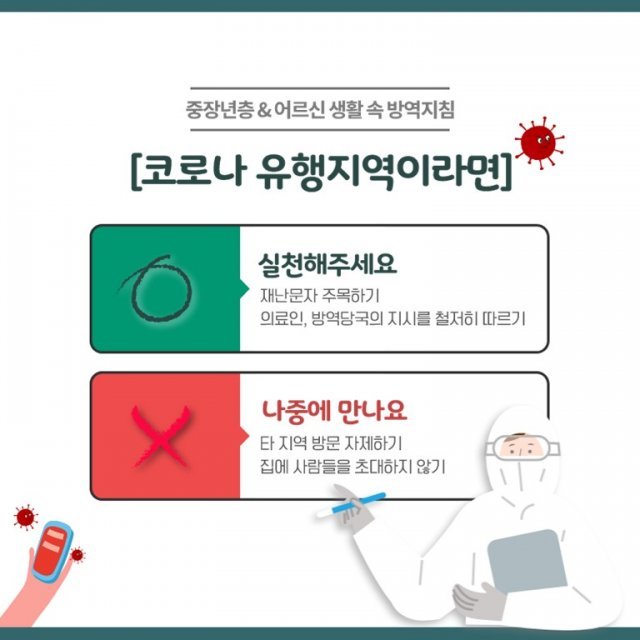 중장년층 & 어르신 생활 속 방역지침
[코로나 유행지역이라면]
실천해주세요
재난문자 주목하기
의료인, 방역당국의 지시를 철저히 따르기
나중에 만나요
타 지역 방문 자제하기
집에 사람들을 초대하지 않기